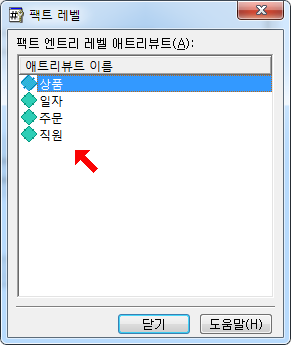 팩트 레벨
팩트 엔트리 레벨 애트리뷰트(A):
애트리뷰트 이름
상품
일자
주문
직원
닫기
도움말(H)